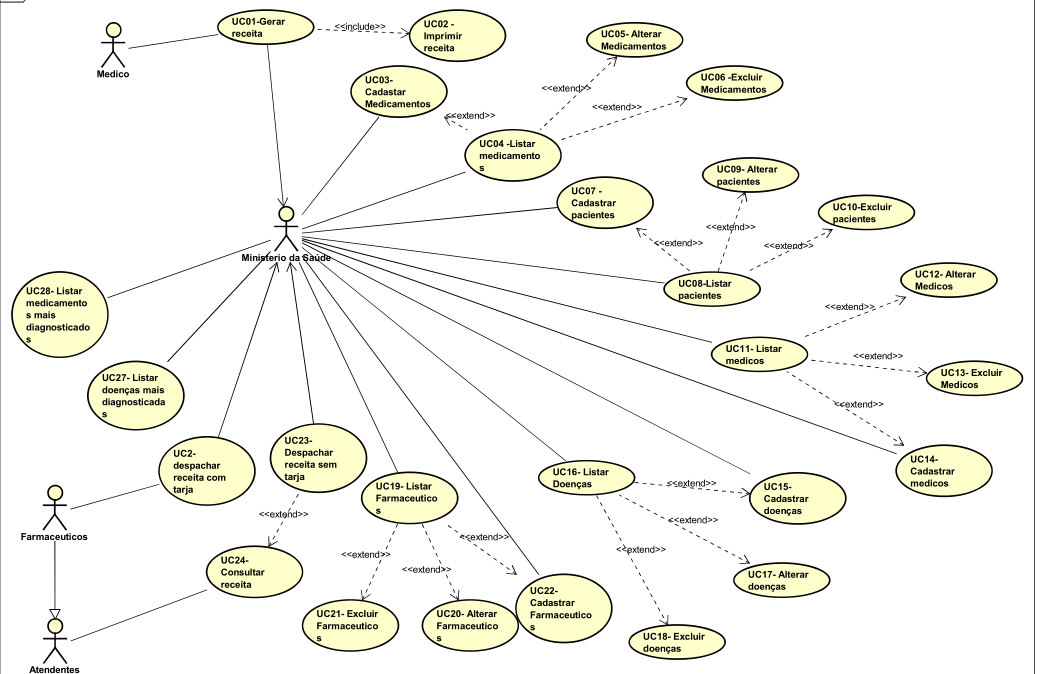 UC01-Gerar
receita
<<include>>
UC02 -
Imprimir
receita
Medico
UC05- Alterar
Medicamentos
UC03-
Cadastar
Medicamentos
<<extend>>
UC06 -Excluir
Medicamentos
<<extend>>
<<extend>>
UC04 -Listar
medicamento
s
UC09- Alterar
pacientes
UC07 -
Cadastrar
pacientes
UC10-Excluir
pacientes
<<extend>>
<<extend>>
<<extend>>
Ministerio da Saúde
UC08-Listar
pacientes
UC12- Alterar
Medicos
UC28- Listar
medicamento
s mais
diagnosticado
s
<<extend>>
UC11- Listar
medicos
<<extend>>
UC13- Excluir
Medicos
UC27- Listar
doenças mais
diagnosticada
s
<<extend>>
UC2-
despachar
receita com
tarja
UC23-
Despachar
receita sem
tarja
UC19- Listar
Farmaceutico
s
UC16- Listar
Doenças
<<extend>>
UC15-
Cadastrar
doenças
UC14-
Cadastrar
medicos
Farmaceuticos
<<extend>>
<<extend>>
<<extend>>
<<extend>>
<<extend>>
<<extend>>
UC24-
Consultar
receita
UC17- Alterar
doenças
UC21- Excluir
Farmaceutico
s
UC20- Alterar
Farmaceutico
s
UC22-
Cadastrar
Farmaceutico
s
UC18- Excluir
doenças
Atendentes